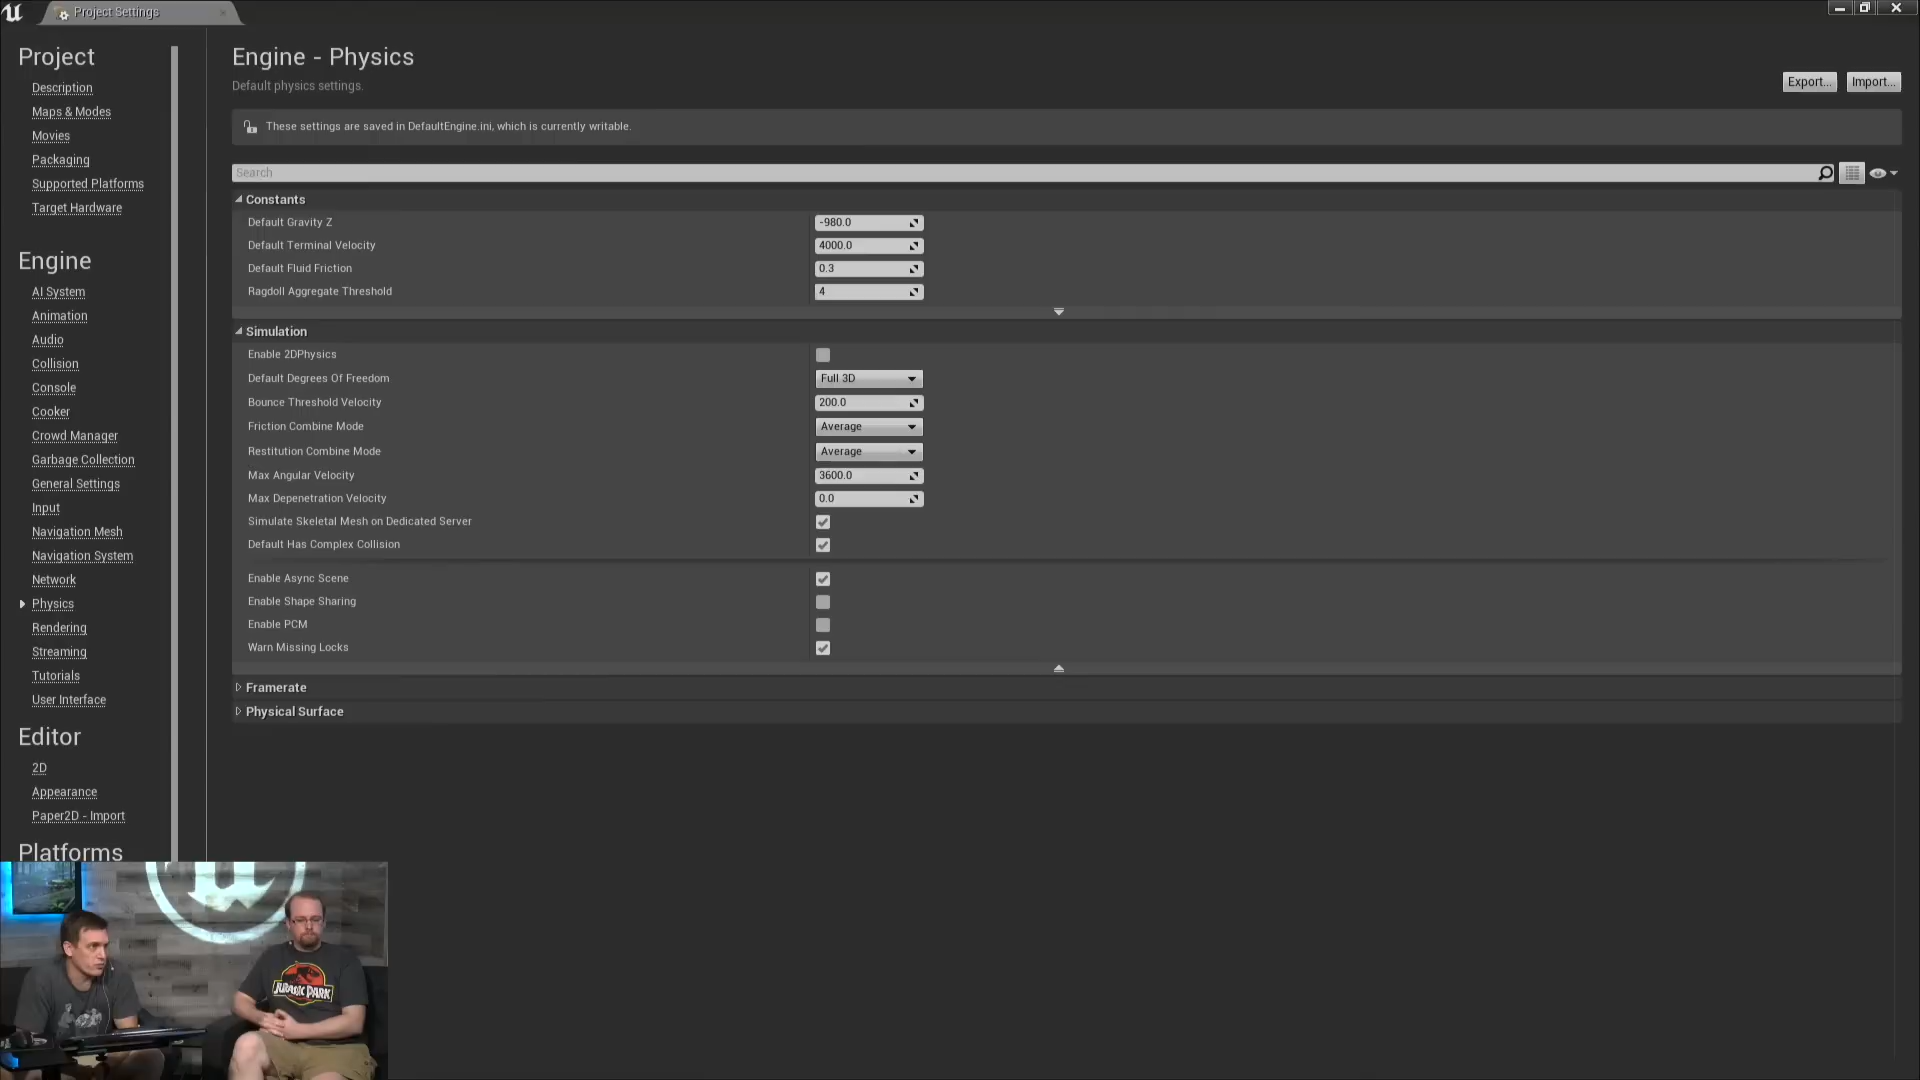 Project Settings
Project
Description
Maps & Modes
Movies
Packaging
Supported Platforms
Target Hardware
Engine
AI System
Animation
Audio
Collision
Console
Cooker
Crowd Manager
Garbage Collection
General Settings
Input
Navigation Mesh
Navigation System
Network
Physics
Rendering
Streaming
Tutorials
User Interface
Editor
2D
Appearance
Paper2D - Import
Platforms
Engine - Physics
Default physics settings.
Export...
Import...
These settings are saved in DefaultEngine.ini, which is currently writable.
Search
Constants
Default Gravity Z -980.0
Default Terminal Velocity 4000.0
Default Fluid Friction 0.3
Ragdoll Aggregate Threshold 4
Simulation
Enable 2DPhysics
Default Degrees Of Freedom Full 3D
Bounce Threshold Velocity 200.0
Friction Combine Mode Average
Restitution Combine Mode Average
Max Angular Velocity 3600.0
Max Depenetration Velocity 0.0
Simulate Skeletal Mesh on Dedicated Server
Default Has Complex Collision
Enable Async Scene
Enable Shape Sharing
Enable PCM
Warn Missing Locks
Framerate
Physical Surface
JURASSIC PARK